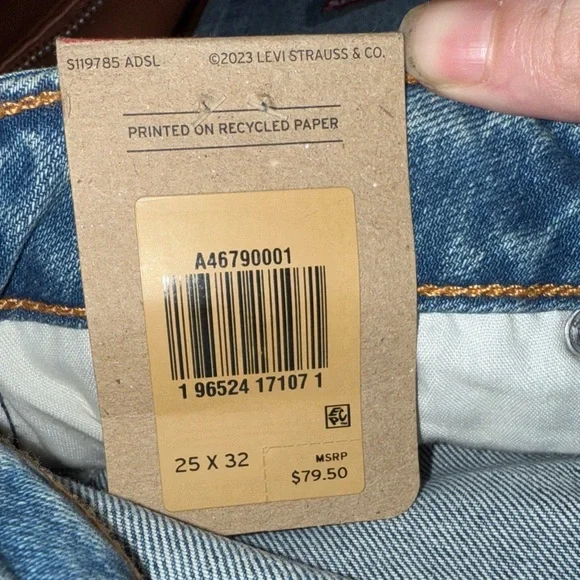 S119785 ADSL ©2023 LEVI STRAUSS & CO.
PRINTED ON RECYCLED PAPER
A46790001
1 96524 17107 1
EPC
25 X 32
MSRP
$79.50